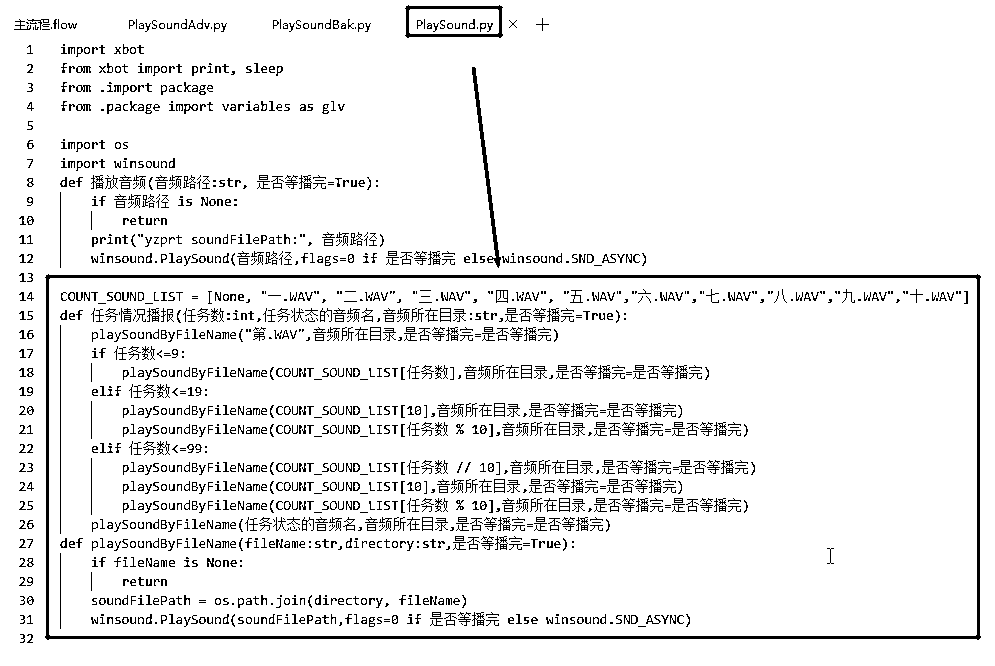 主流程.flow PlaySoundAdv.py PlaySoundBak.py PlaySound.py × +
1 import xbot
2 from xbot import print, sleep
3 from .import package
4 from .package import variables as glv
5
6 import os
7 import winsound
8 def 播放音频(音频路径:str, 是否等播完=True):
9 if 音频路径 is None:
10 return
11 print("yzprt soundFilePath:", 音频路径)
12 winsound.PlaySound(音频路径,flags=0 if 是否等播完 else winsound.SND_ASYNC)
13
14 COUNT_SOUND_LIST = [None, "一.WAV", "二.WAV", "三.WAV", "四.WAV", "五.WAV","六.WAV","七.WAV","八.WAV","九.WAV","十.WAV"]
15 def 任务情况播报(任务数:int,任务状态的音频名,音频所在目录:str,是否等播完=True):
16 playSoundByFileName("第.WAV",音频所在目录,是否等播完=是否等播完)
17 if 任务数<=9:
18 playSoundByFileName(COUNT_SOUND_LIST[任务数],音频所在目录,是否等播完=是否等播完)
19 elif 任务数<=19:
20 playSoundByFileName(COUNT_SOUND_LIST[10],音频所在目录,是否等播完=是否等播完)
21 playSoundByFileName(COUNT_SOUND_LIST[任务数 % 10],音频所在目录,是否等播完=是否等播完)
22 elif 任务数<=99:
23 playSoundByFileName(COUNT_SOUND_LIST[任务数 // 10],音频所在目录,是否等播完=是否等播完)
24 playSoundByFileName(COUNT_SOUND_LIST[10],音频所在目录,是否等播完=是否等播完)
25 playSoundByFileName(COUNT_SOUND_LIST[任务数 % 10],音频所在目录,是否等播完=是否等播完)
26 playSoundByFileName(任务状态的音频名,音频所在目录,是否等播完=是否等播完)
27 def playSoundByFileName(fileName:str,directory:str,是否等播完=True):
28 if fileName is None:
29 return
30 soundFilePath = os.path.join(directory, fileName)
31 winsound.PlaySound(soundFilePath,flags=0 if 是否等播完 else winsound.SND_ASYNC)
32